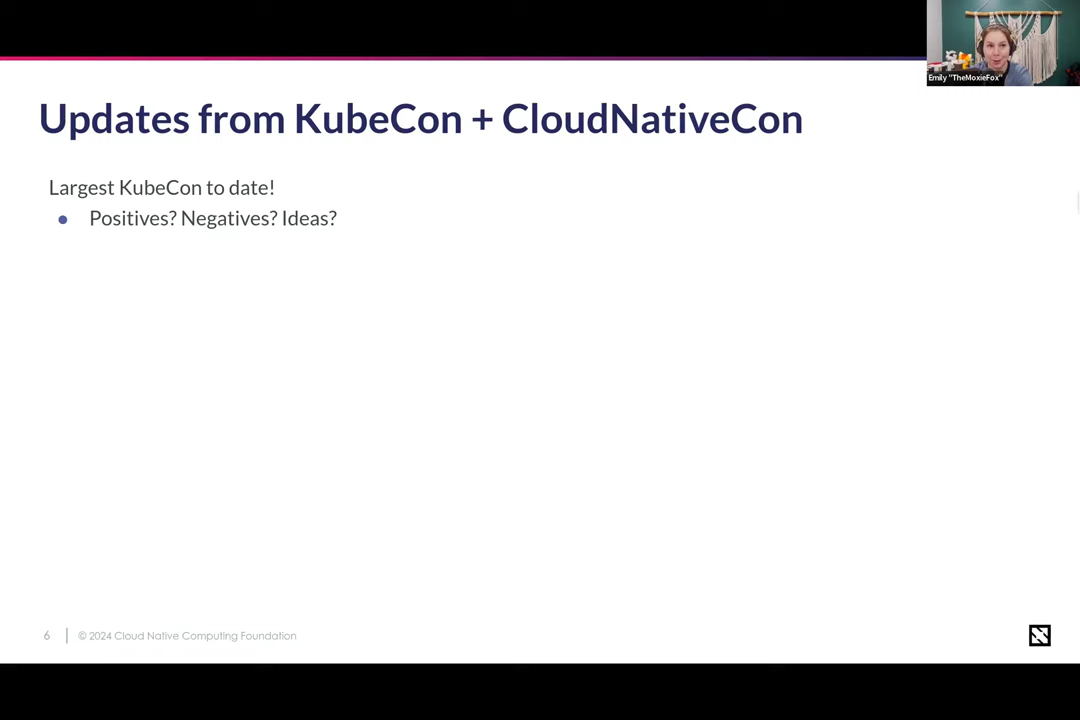 Emily "TheMoxieFox"
Updates from KubeCon + CloudNativeCon
Largest KubeCon to date!
● Positives? Negatives? Ideas?
6 | © 2024 Cloud Native Computing Foundation